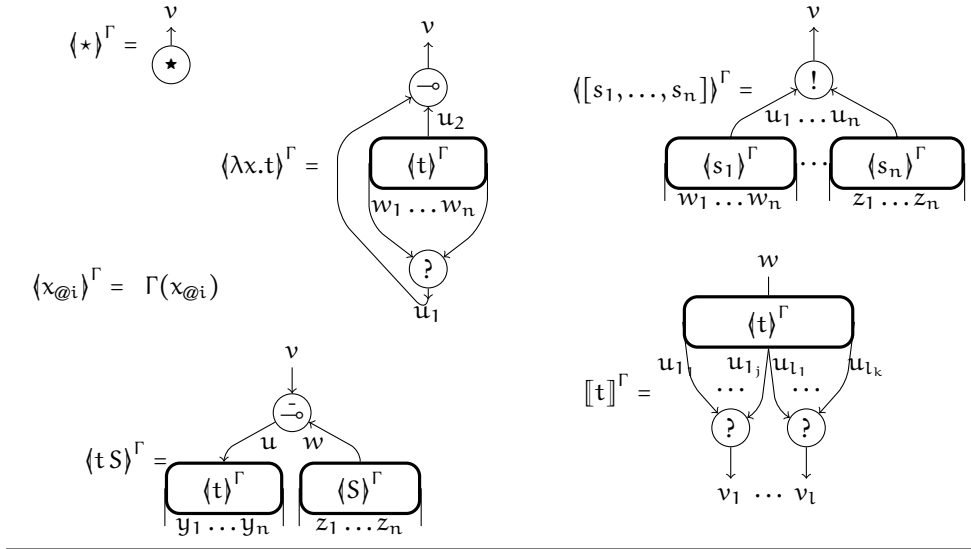 ⟪⋆⟫^Γ =
v
⋆
⟪λx.t⟫^Γ =
v
⊸
u₂
⟪t⟫^Γ
w₁ … wₙ
?
u₁
⟪x@i⟫^Γ = Γ(x@i)
⟪t S⟫^Γ =
v
⊸̄
u w
⟪t⟫^Γ ⟪S⟫^Γ
y₁ … yₙ z₁ … zₙ
⟪[s₁, …, sₙ]⟫^Γ =
v
!
u₁ … uₙ
⟪s₁⟫^Γ … ⟪sₙ⟫^Γ
w₁ … wₙ z₁ … zₙ
⟦t⟧^Γ =
w
⟪t⟫^Γ
u₁₁ u₁ⱼ u_{l₁} u_{lₖ}
… …
? ?
v₁ … vₗ